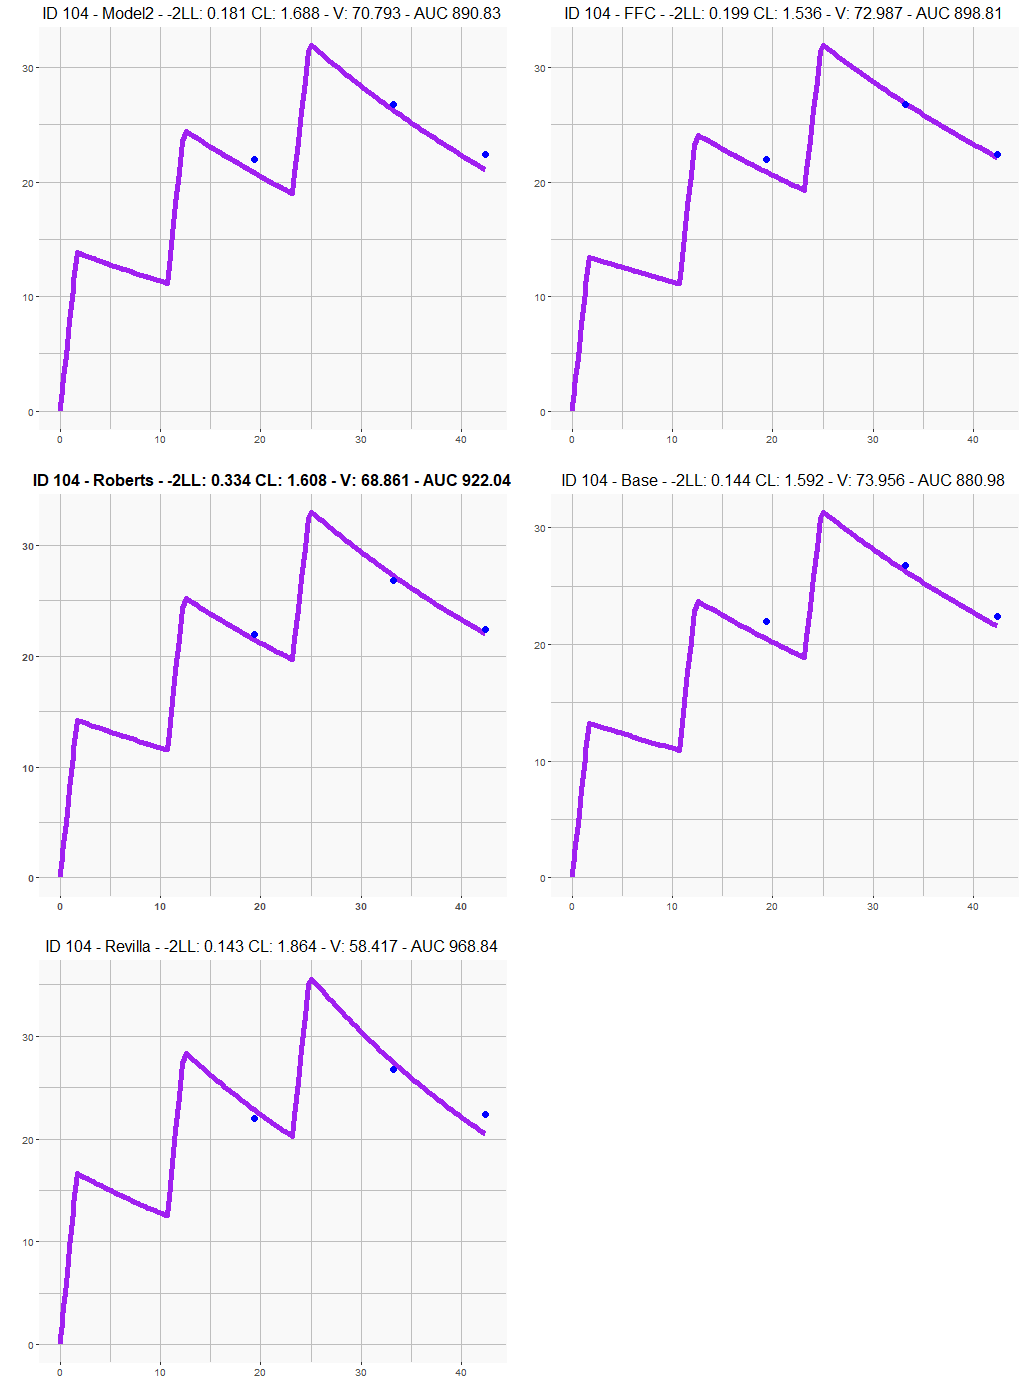 ID 104 - Model2 - -2LL: 0.181 CL: 1.688 - V: 70.793 - AUC 890.83
30
20
10
0
0 10 20 30 40
ID 104 - FFC - -2LL: 0.199 CL: 1.536 - V: 72.987 - AUC 898.81
30
20
10
0
0 10 20 30 40
ID 104 - Roberts - -2LL: 0.334 CL: 1.608 - V: 68.861 - AUC 922.04
30
20
10
0
0 10 20 30 40
ID 104 - Base - -2LL: 0.144 CL: 1.592 - V: 73.956 - AUC 880.98
30
20
10
0
0 10 20 30 40
ID 104 - Revilla - -2LL: 0.143 CL: 1.864 - V: 58.417 - AUC 968.84
30
20
10
0
0 10 20 30 40